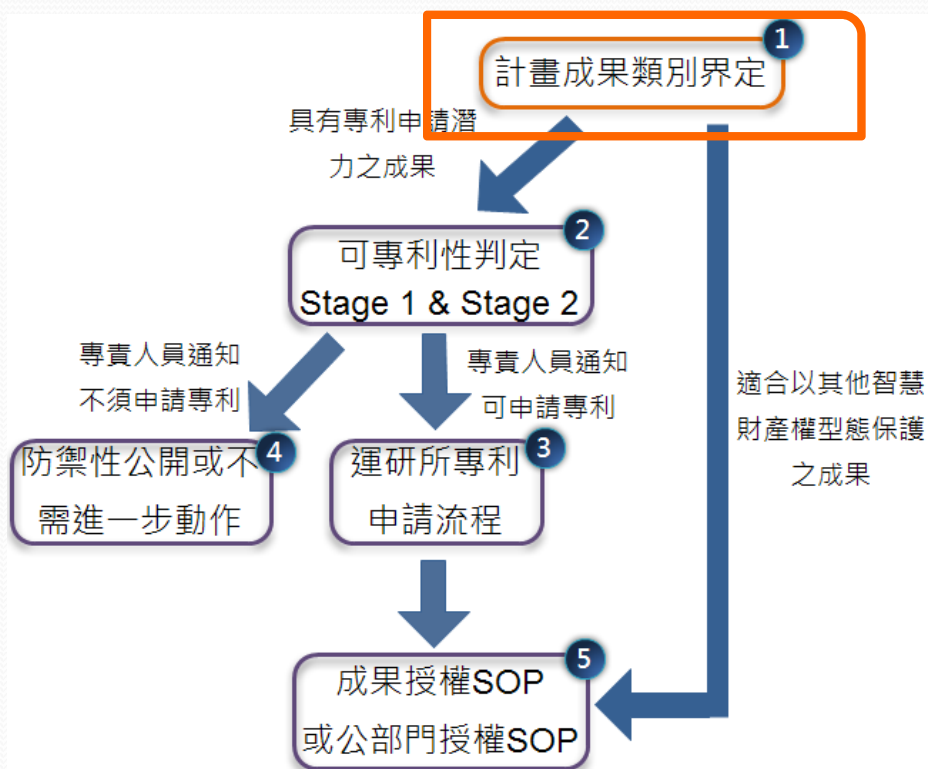 1
計畫成果類別界定
具有專利申請潛
力之成果
2
可專利性判定
Stage 1 & Stage 2
專責人員通知
不須申請專利
專責人員通知
可申請專利
適合以其他智慧
財產權型態保護
之成果
4
防禦性公開或不
需進一步動作
3
運研所專利
申請流程
5
成果授權SOP
或公部門授權SOP